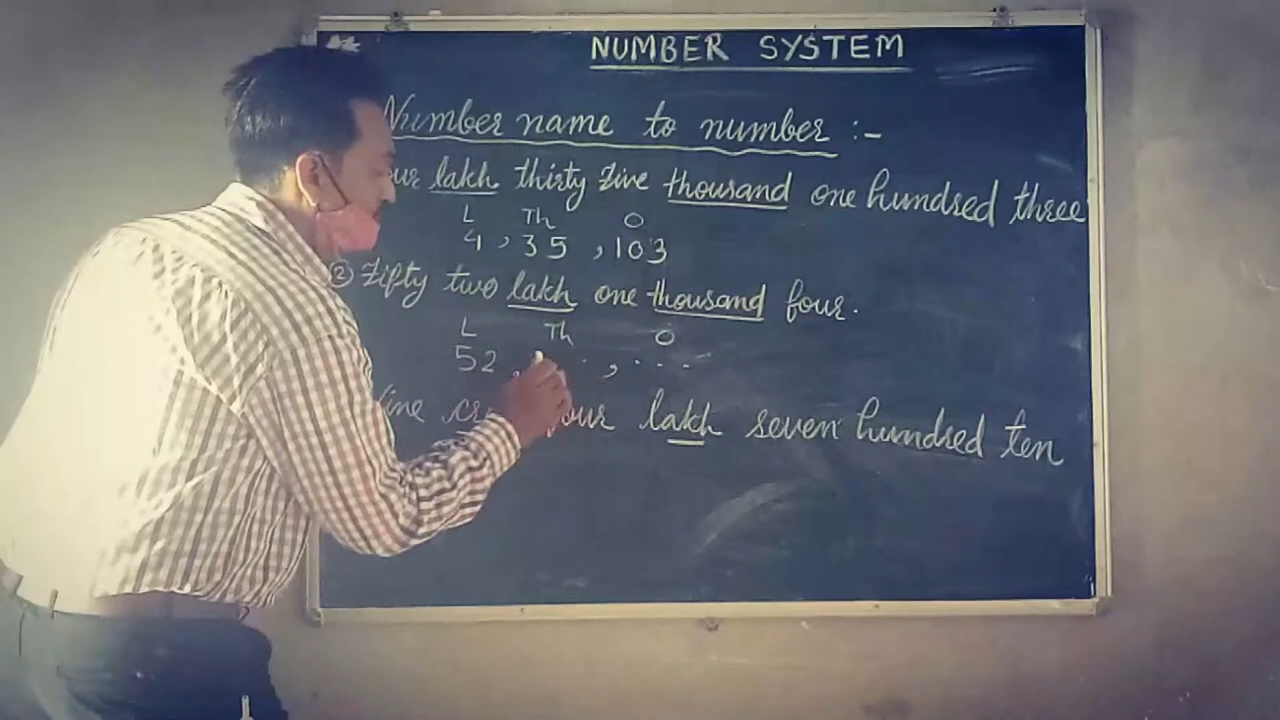 NUMBER SYSTEM
Number name to number :-
lakh thirty five thousand one hundred three
L Th O
4 , 35 , 103
② Fifty two lakh one thousand four.
L Th O
52 , . , . . .
lakh seven hundred ten